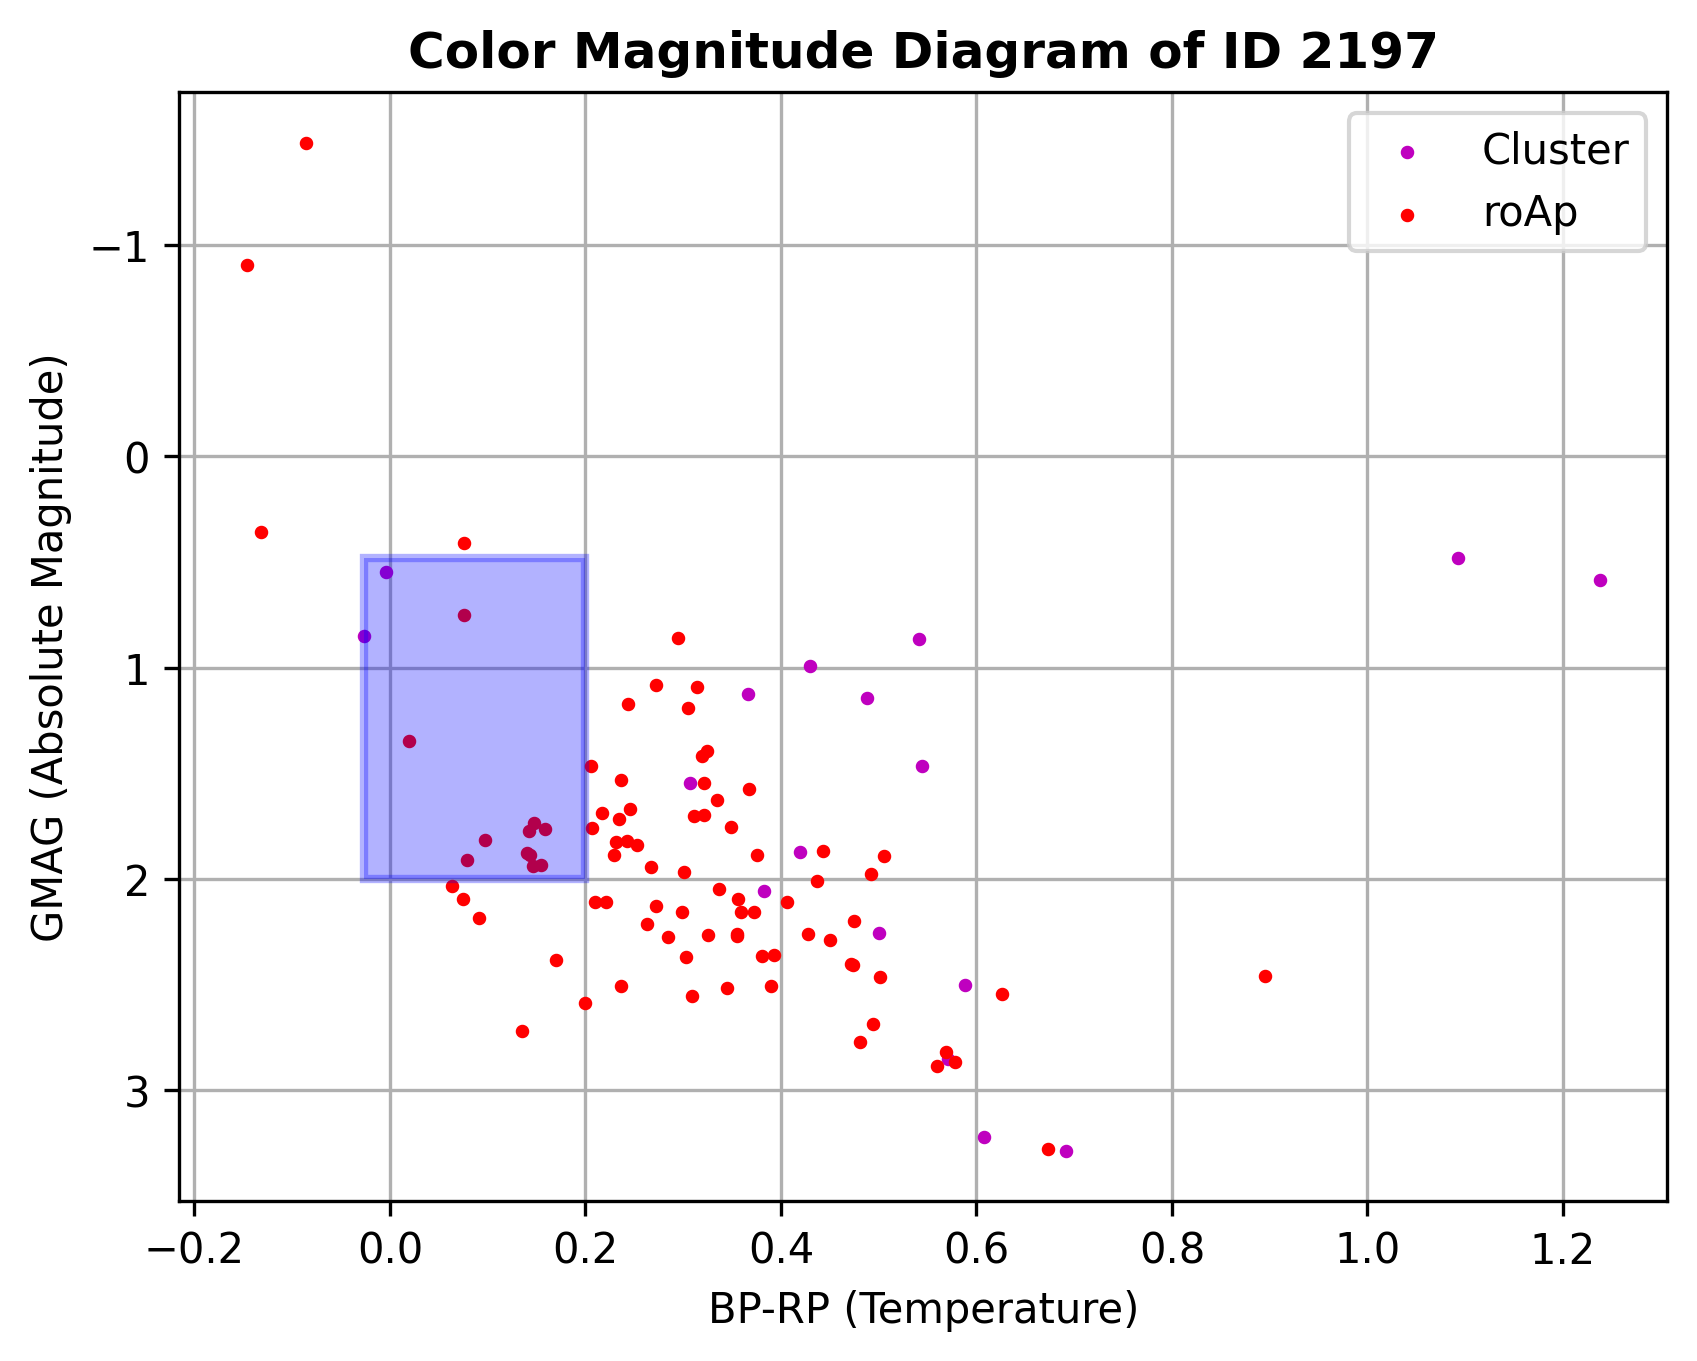 Color Magnitude Diagram of ID 2197
Cluster
roAp
GMAG (Absolute Magnitude)
−1
0
1
2
3
−0.2 0.0 0.2 0.4 0.6 0.8 1.0 1.2
BP-RP (Temperature)